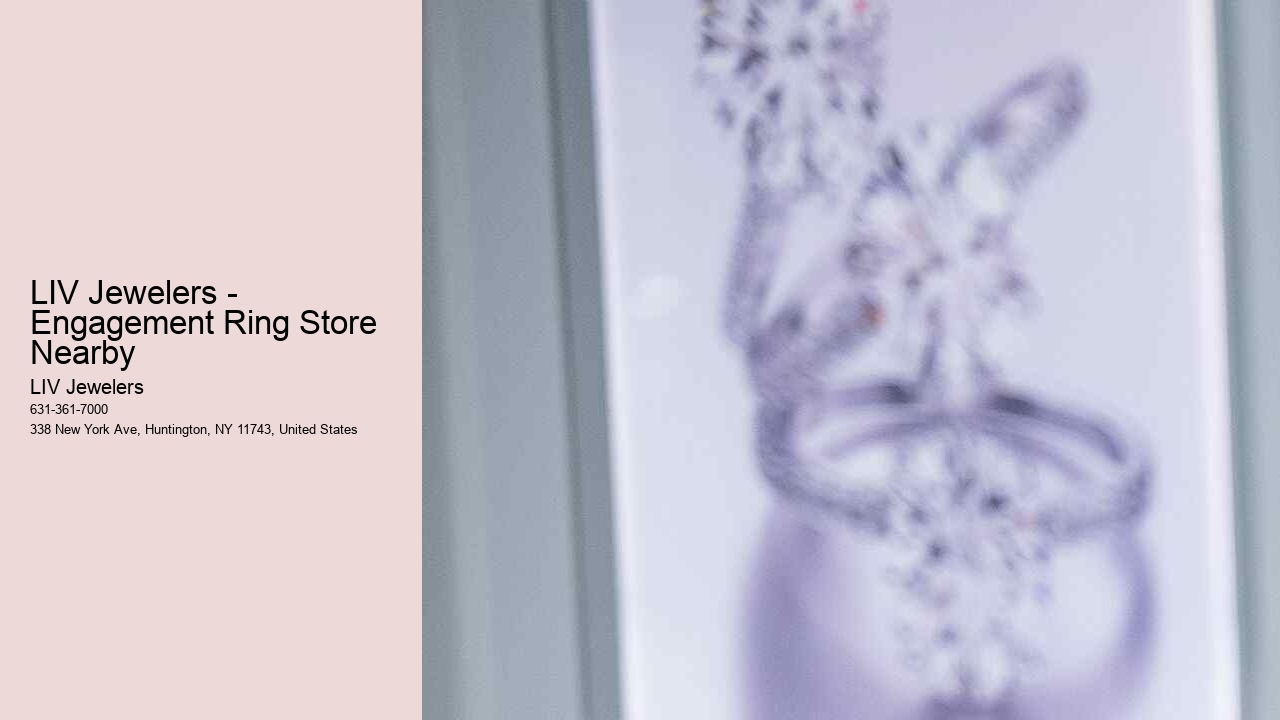 LIV Jewelers -
Engagement Ring Store
Nearby
LIV Jewelers
631-361-7000
338 New York Ave, Huntington, NY 11743, United States